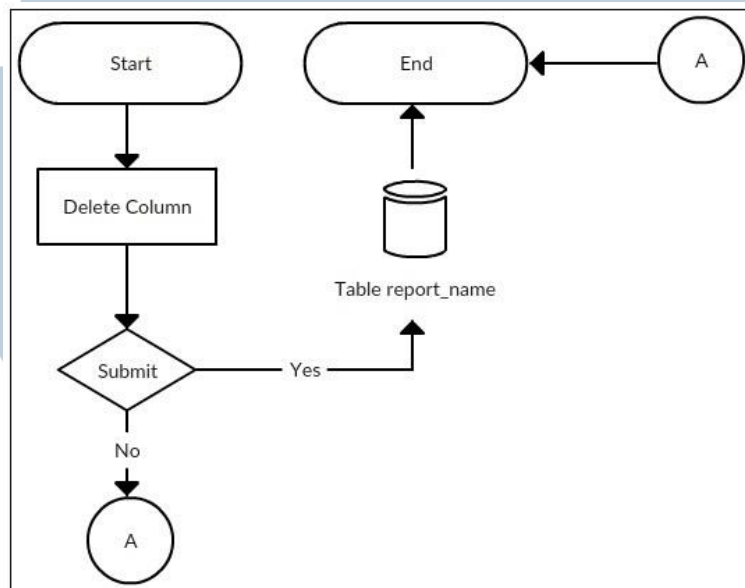 Start
End
A
Delete Column
Table report_name
Submit
Yes
No
A